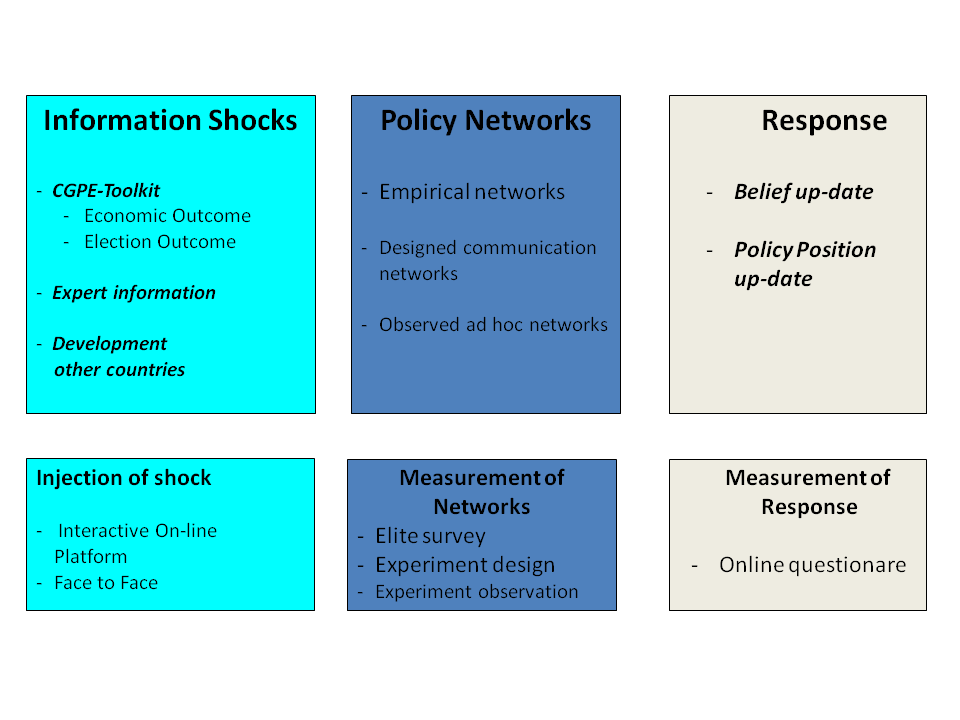 Information Shocks
- CGPE-Toolkit
- Economic Outcome
- Election Outcome
- Expert information
- Development
other countries
Policy Networks
- Empirical networks
- Designed communication
networks
- Observed ad hoc networks
Response
- Belief up-date
- Policy Position
up-date
Injection of shock
- Interactive On-line
Platform
- Face to Face
Measurement of
Networks
- Elite survey
- Experiment design
- Experiment observation
Measurement of
Response
- Online questionare